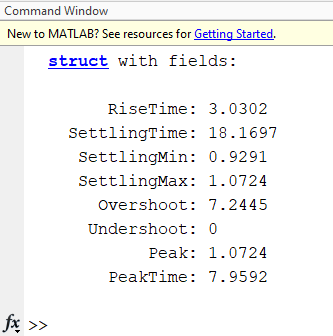 Command Window
New to MATLAB? See resources for Getting Started.
struct with fields:
RiseTime: 3.0302
SettlingTime: 18.1697
SettlingMin: 0.9291
SettlingMax: 1.0724
Overshoot: 7.2445
Undershoot: 0
Peak: 1.0724
PeakTime: 7.9592
fx >>